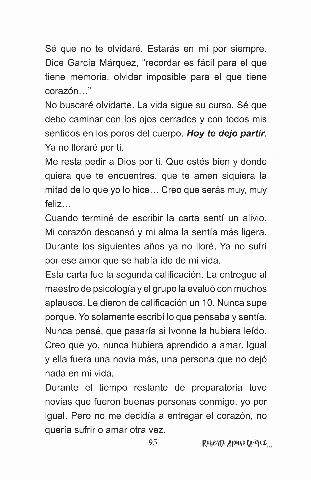 Sé que no te olvidaré. Estarás en mi por siempre.
Dice García Márquez, "recordar es fácil para el que
tiene memoria, olvidar imposible para el que tiene
corazón…"
No buscaré olvidarte. La vida sigue su curso. Sé que
debo caminar con los ojos cerrados y con todos mis
sentidos en los poros del cuerpo. Hoy te dejo partir.
Ya no lloraré por ti.
Me resta pedir a Dios por ti. Que estés bien y donde
quiera que te encuentres, que te amen siquiera la
mitad de lo que yo lo hice… Creo que serás muy, muy
feliz…
Cuando terminé de escribir la carta sentí un alivio.
Mi corazón descansó y mi alma la sentía más ligera.
Durante los siguientes años ya no lloré. Ya no sufrí
por ese amor que se había ido de mi vida.
Esta carta fue la segunda calificación. La entregue al
maestro de psicología y el grupo la evaluó con muchos
aplausos. Le dieron de calificación un 10. Nunca supe
porque. Yo solamente escribí lo que pensaba y sentía.
Nunca pensé, que pasaría si Ivonne la hubiera leído.
Creo que yo, nunca hubiera aprendido a amar. Igual
y ella fuera una novia más, una persona que no dejó
nada en mi vida.
Durante el tiempo restante de preparatoria tuve
novias que fueron buenas personas conmigo, yo por
igual. Pero no me decidía a entregar el corazón, no
quería sufrir o amar otra vez.
95